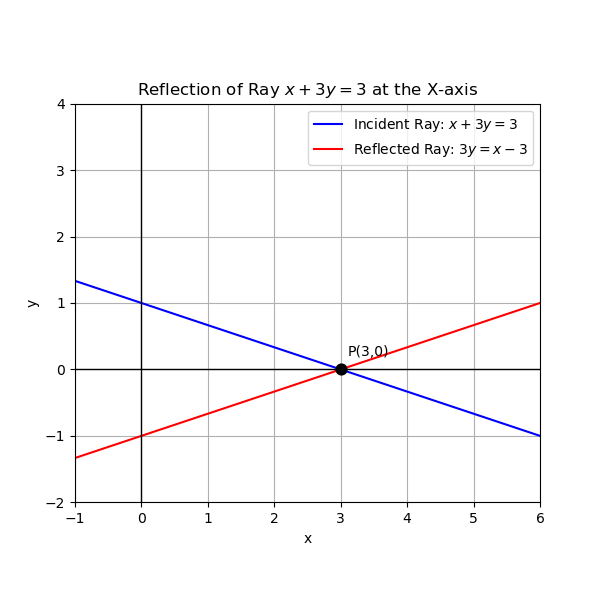 Reflection of Ray x + 3y = 3 at the X-axis
Incident Ray: x + 3y = 3
Reflected Ray: 3y = x − 3
4
3
2
1
0
−1
−2
y
P(3,0)
−1 0 1 2 3 4 5 6
x